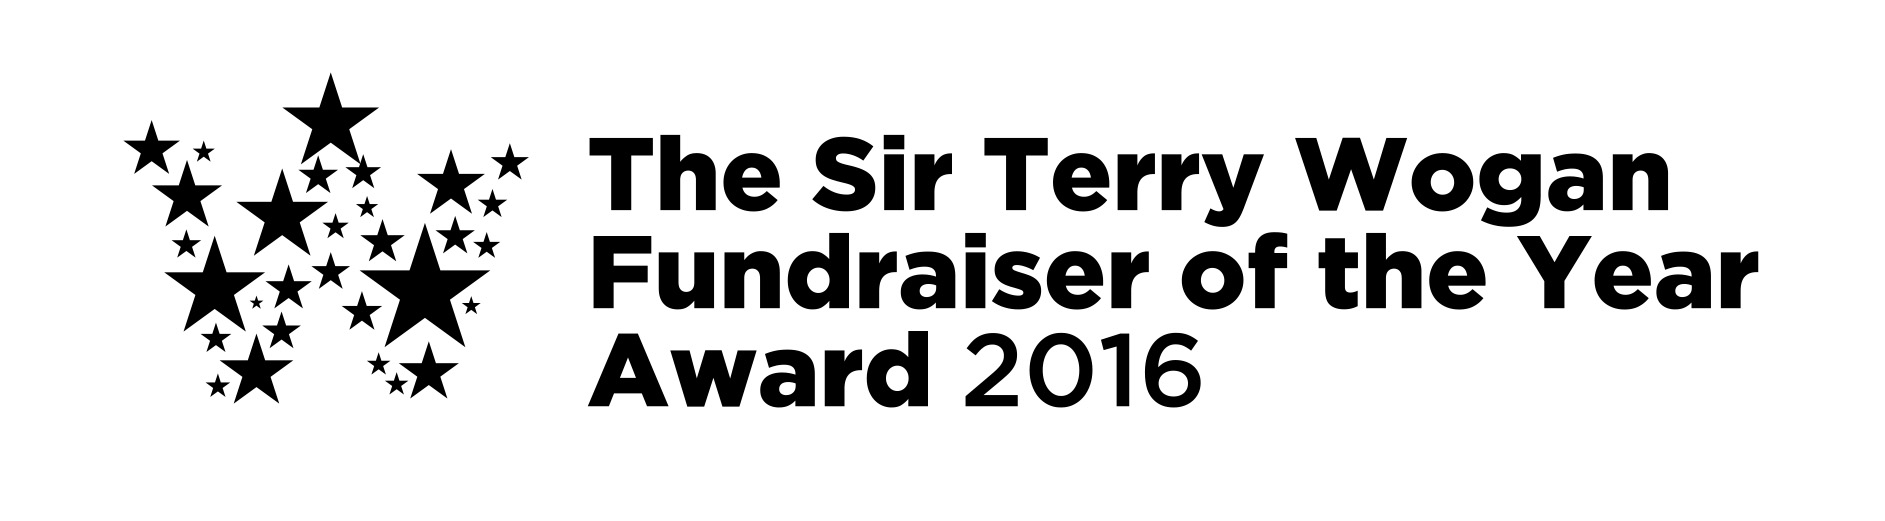 The Sir Terry Wogan
Fundraiser of the Year
Award 2016